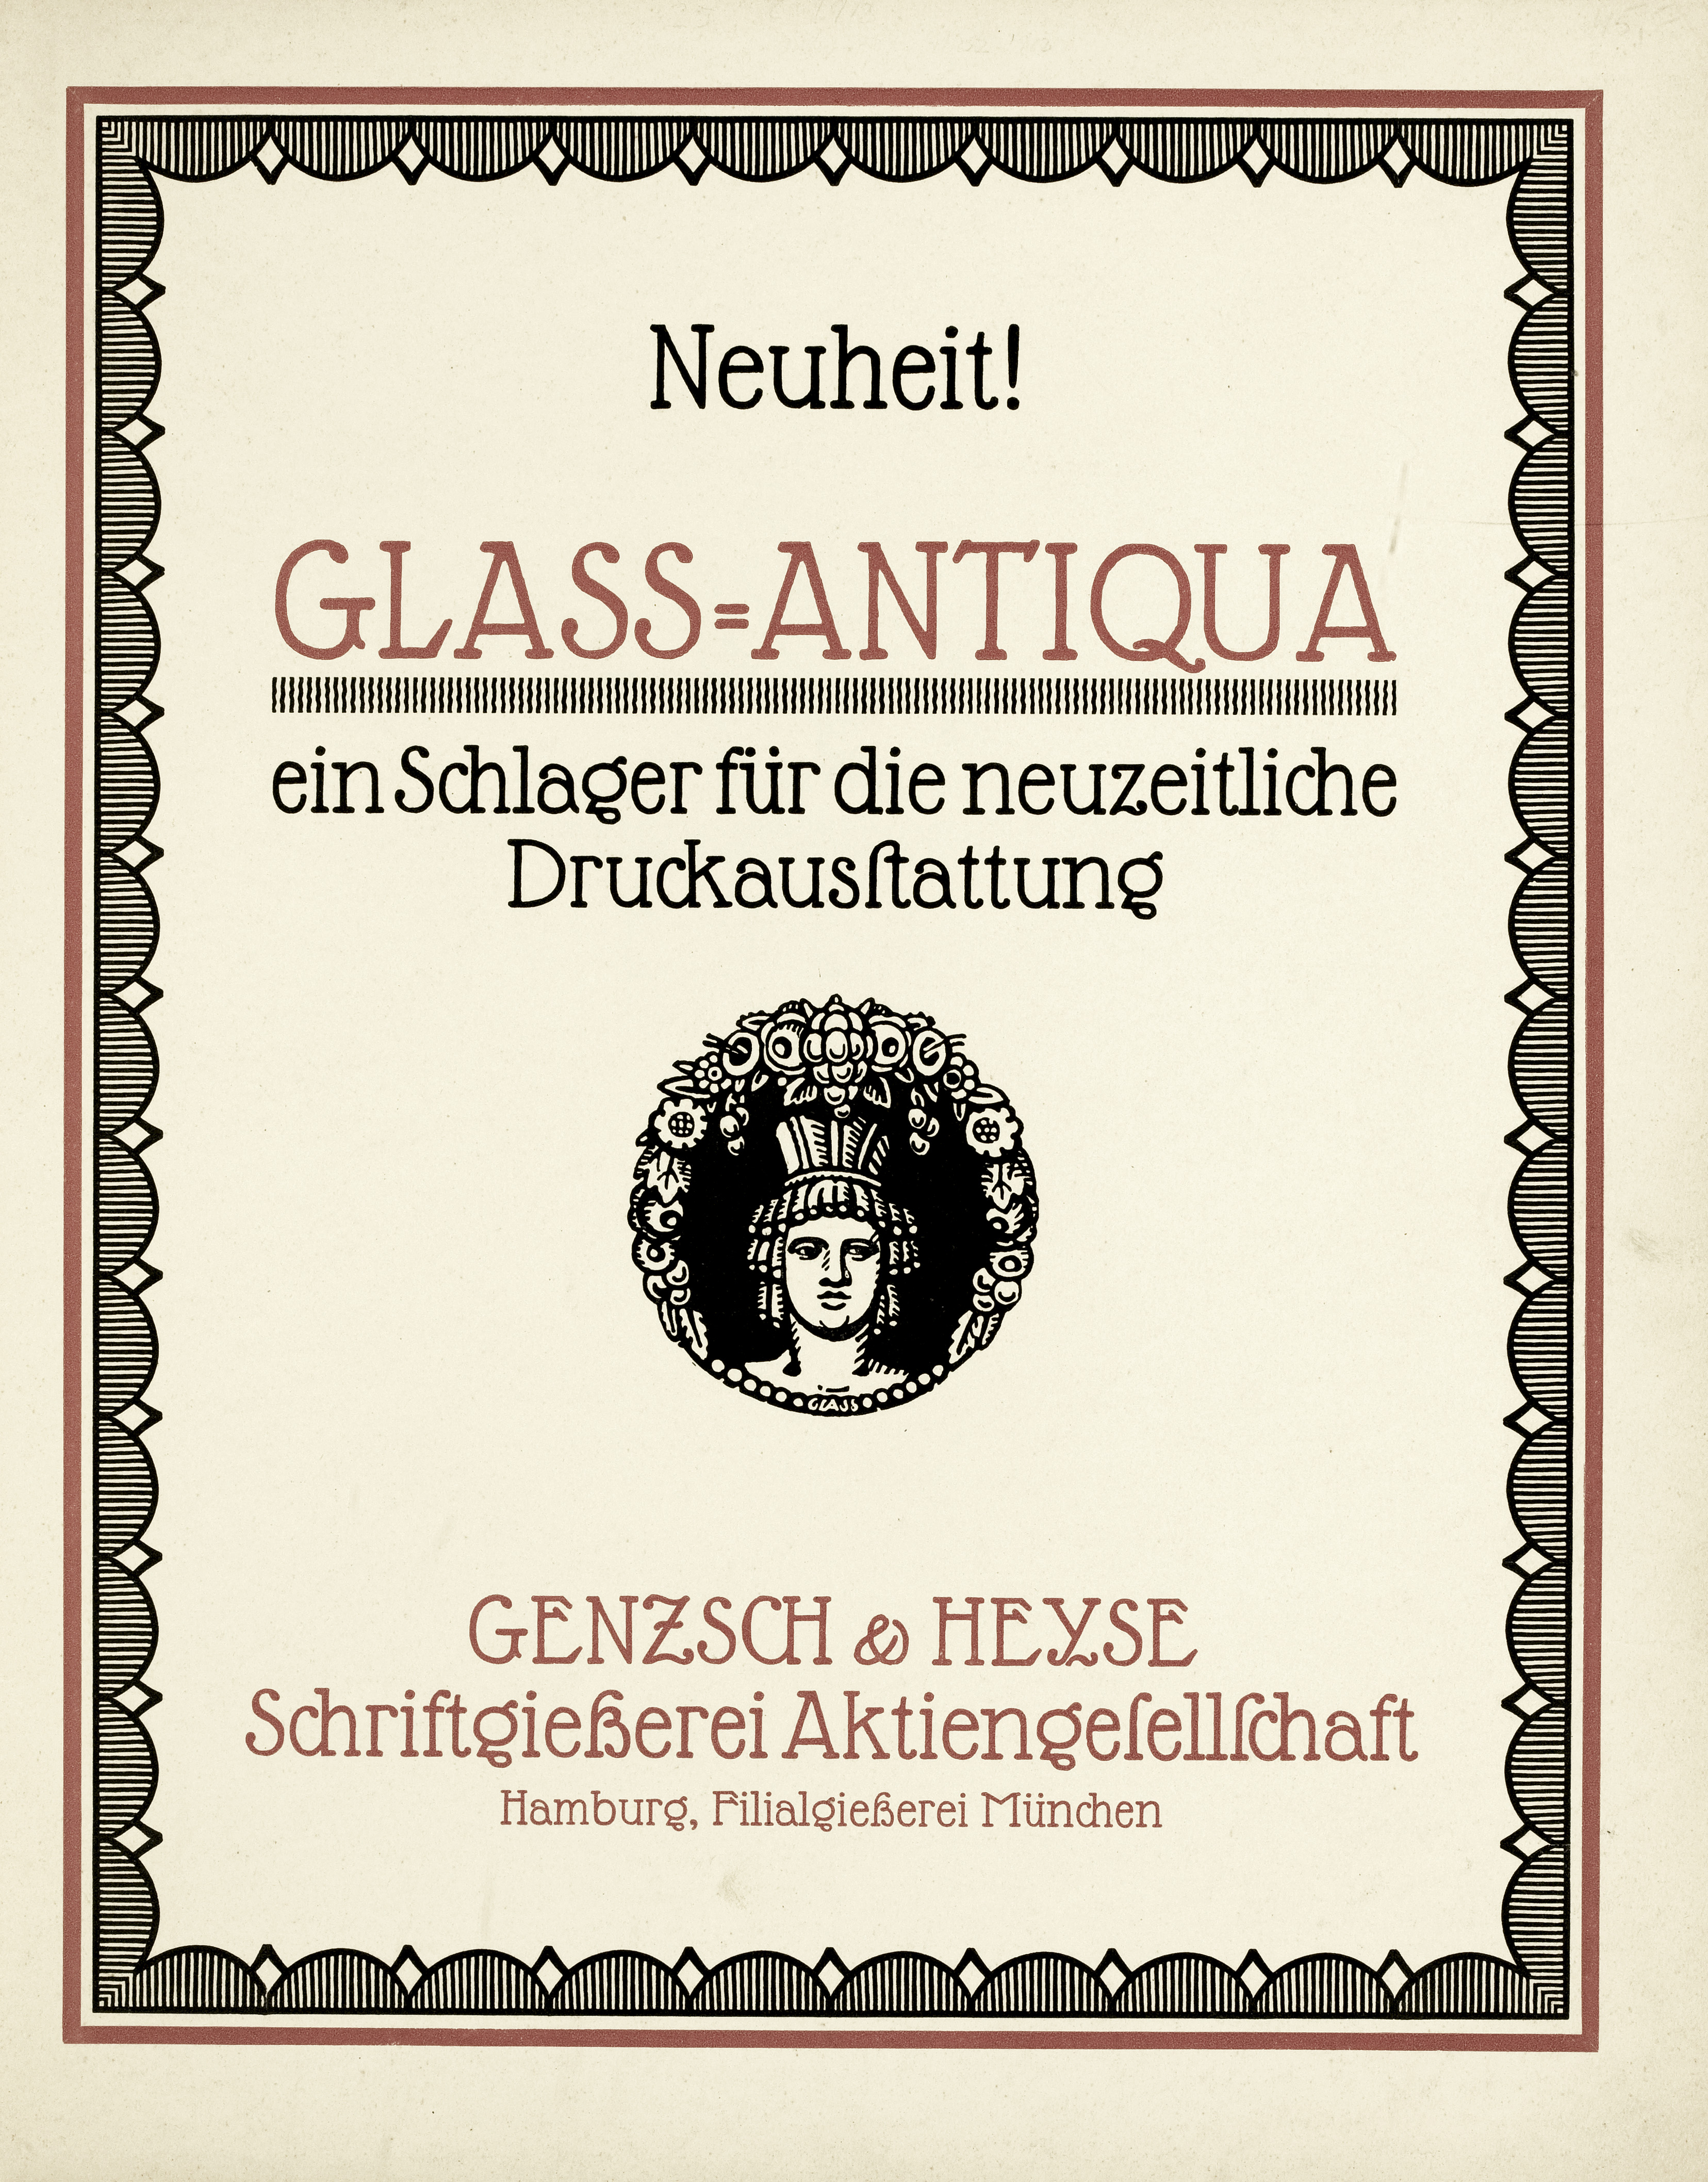 Neuheit!
GLASS=ANTIQUA
ein Schlager für die neuzeitliche
Druckausſtattung
GLASS
GENZSCH & HEYSE
Schriftgießerei Aktiengeſellſchaft
Hamburg, Filialgießerei München